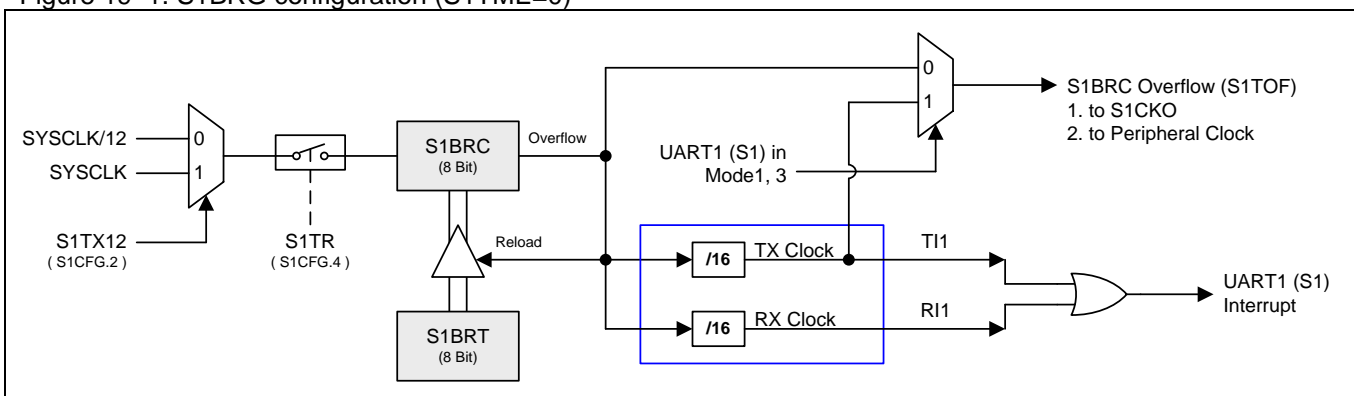 Figure 19-1. S1BRG configuration (S1TME=0)
0
1
S1BRC Overflow (S1TOF)
1. to S1CKO
2. to Peripheral Clock
SYSCLK/12
SYSCLK
0
1
S1BRC
(8 Bit)
Overflow
UART1 (S1) in
Mode1, 3
S1TX12
( S1CFG.2 )
S1TR
( S1CFG.4 )
Reload
/16
TX Clock
TI1
UART1 (S1)
Interrupt
S1BRT
(8 Bit)
/16
RX Clock
RI1